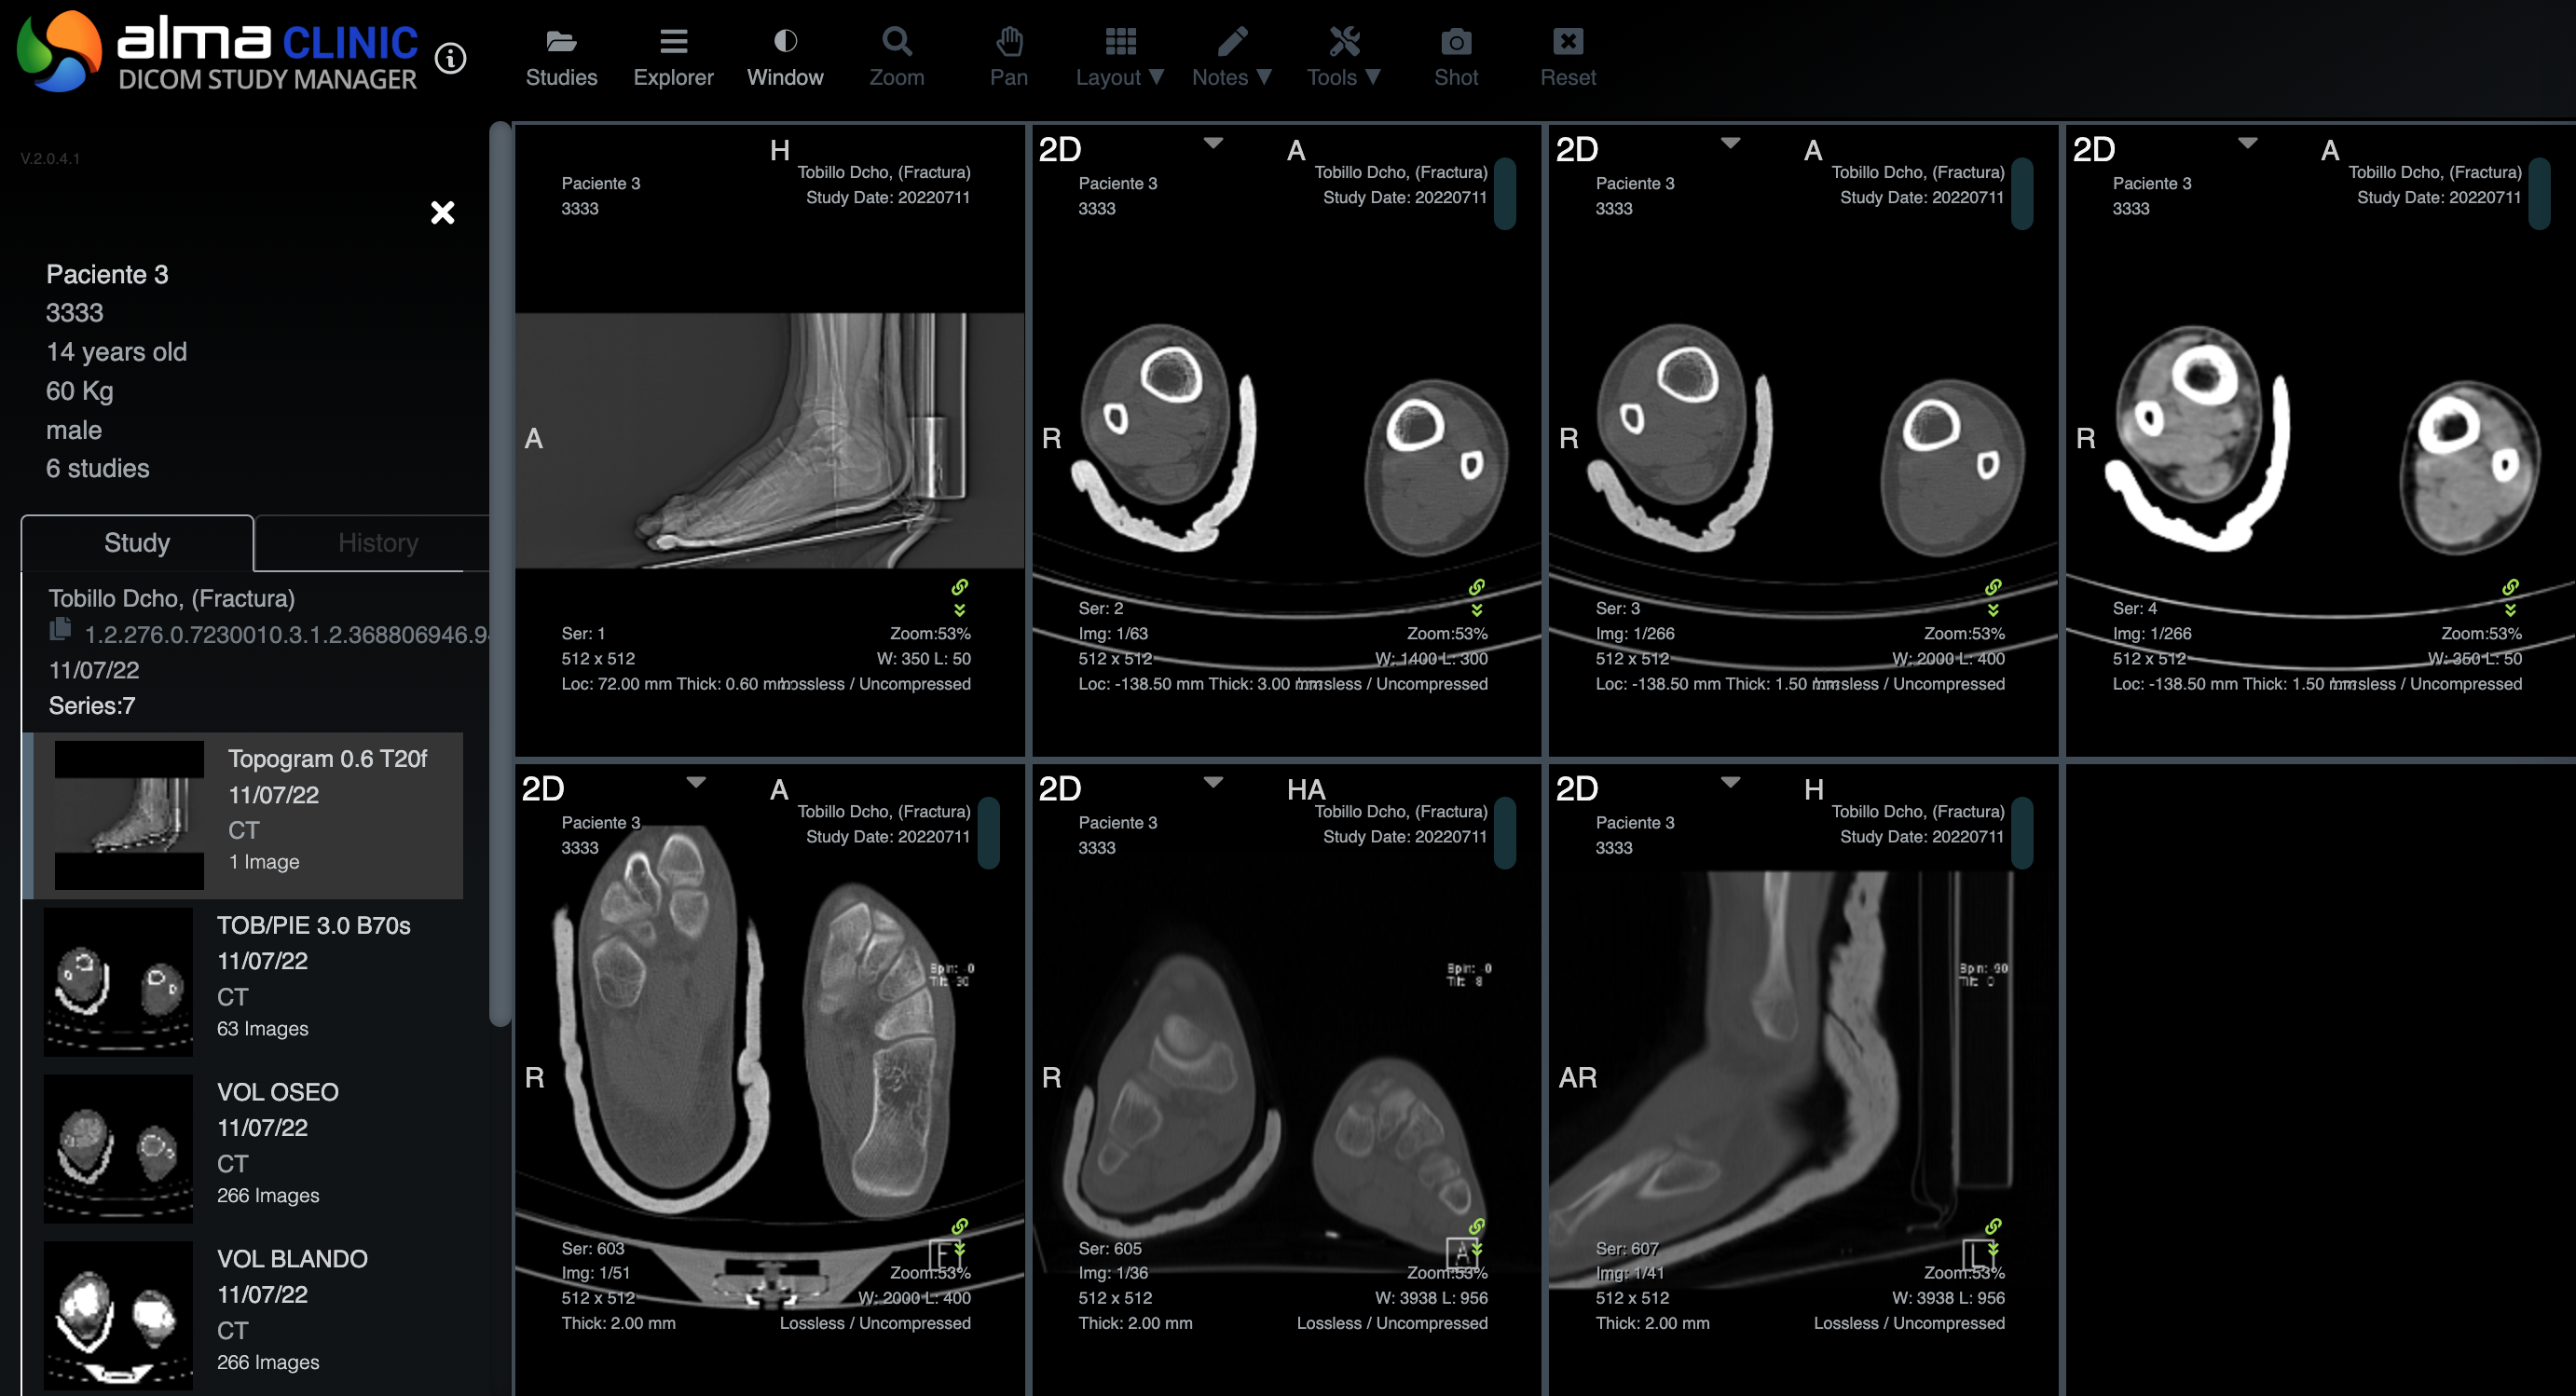 alma CLINIC
DICOM STUDY MANAGER
Studies
Explorer
Window
Zoom
Pan
Layout ▼
Notes ▼
Tools ▼
Shot
Reset
V.2.0.4.1
Paciente 3
3333
14 years old
60 Kg
male
6 studies
Study
History
Tobillo Dcho, (Fractura)
1.2.276.0.7230010.3.1.2.368806946.9
11/07/22
Series:7
Topogram 0.6 T20f
11/07/22
CT
1 Image
TOB/PIE 3.0 B70s
11/07/22
CT
63 Images
VOL OSEO
11/07/22
CT
266 Images
VOL BLANDO
11/07/22
CT
266 Images
H
Tobillo Dcho, (Fractura)
Paciente 3
Study Date: 20220711
3333
A
Ser: 1
Zoom:53%
512 x 512
W: 350 L: 50
Loc: 72.00 mm Thick: 0.60 mm
Lossless / Uncompressed
2D
A
Tobillo Dcho, (Fractura)
Paciente 3
Study Date: 20220711
3333
R
Ser: 2
Img: 1/63
Zoom:53%
512 x 512
W: 1400 L: 300
Loc: -138.50 mm Thick: 3.00 mm
Lossless / Uncompressed
2D
A
Tobillo Dcho, (Fractura)
Paciente 3
Study Date: 20220711
3333
R
Ser: 3
Img: 1/266
Zoom:53%
512 x 512
W: 2000 L: 400
Loc: -138.50 mm Thick: 1.50 mm
Lossless / Uncompressed
2D
A
Tobillo Dcho, (Fractura)
Paciente 3
Study Date: 20220711
3333
R
Ser: 4
Img: 1/266
Zoom:53%
512 x 512
W: 350 L: 50
Loc: -138.50 mm Thick: 1.50 mm
Lossless / Uncompressed
2D
A
Tobillo Dcho, (Fractura)
Paciente 3
Study Date: 20220711
3333
Spin: -0
Tilt: 30
R
F
Ser: 603
Img: 1/51
Zoom:53%
512 x 512
W: 2000 L: 400
Thick: 2.00 mm
Lossless / Uncompressed
2D
HA
Tobillo Dcho, (Fractura)
Paciente 3
Study Date: 20220711
3333
Spin: -0
Tilt: -8
R
A
Ser: 605
Img: 1/36
Zoom:53%
512 x 512
W: 3938 L: 956
Thick: 2.00 mm
Lossless / Uncompressed
2D
H
Tobillo Dcho, (Fractura)
Paciente 3
Study Date: 20220711
3333
Spin: -90
Tilt: 0
AR
L
Ser: 607
Img: 1/41
Zoom:53%
512 x 512
W: 3938 L: 956
Thick: 2.00 mm
Lossless / Uncompressed